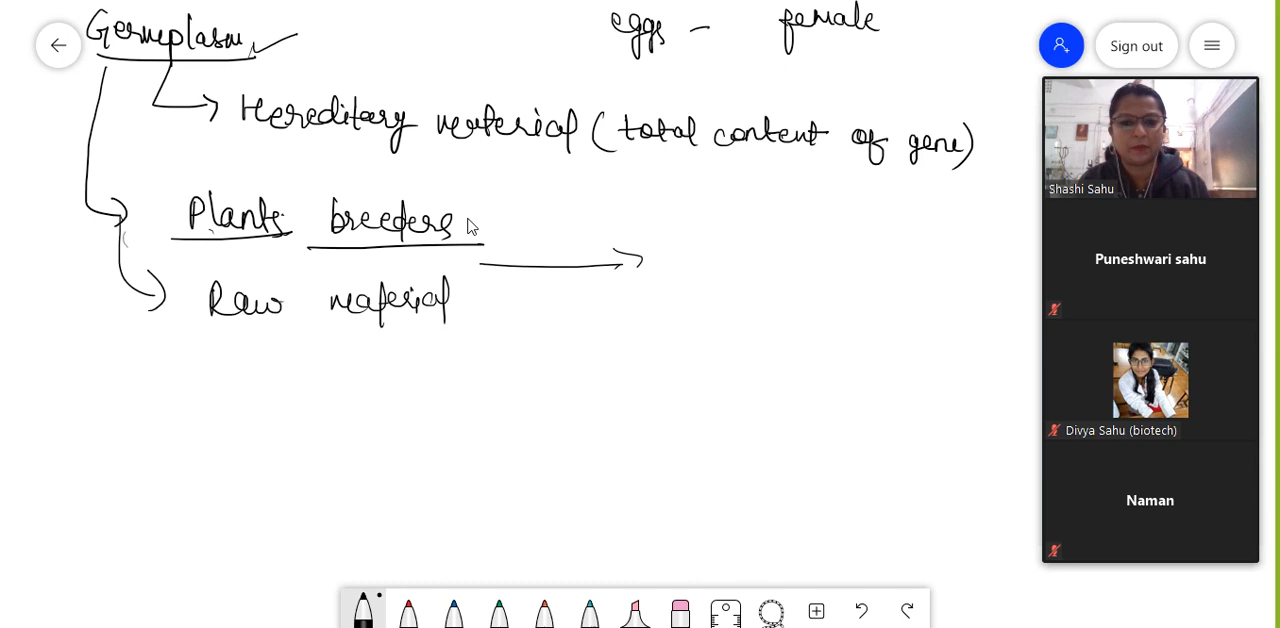 Germplasm
eggs - female
Sign out
Hereditary material (total content of gene)
Shashi Sahu
Plants breeders
Puneshwari sahu
Raw material
Divya Sahu (biotech)
Naman